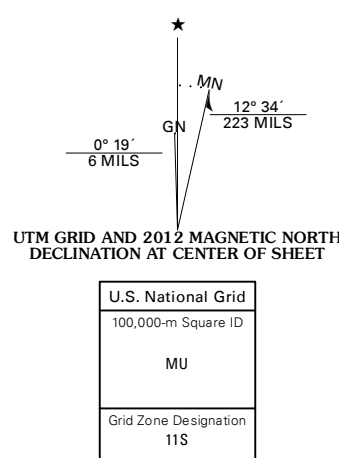 ★
MN
GN
12° 34´
223 MILS
0° 19´
6 MILS
UTM GRID AND 2012 MAGNETIC NORTH
DECLINATION AT CENTER OF SHEET
U.S. National Grid
100,000-m Square ID
MU
Grid Zone Designation
11S